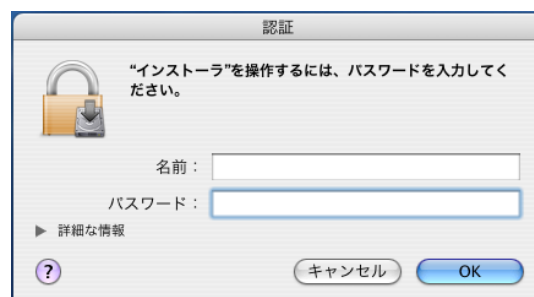 認証
“インストーラ”を操作するには、パスワードを入力してく
ださい。
名前：
パスワード：
詳細な情報
?
キャンセル
OK